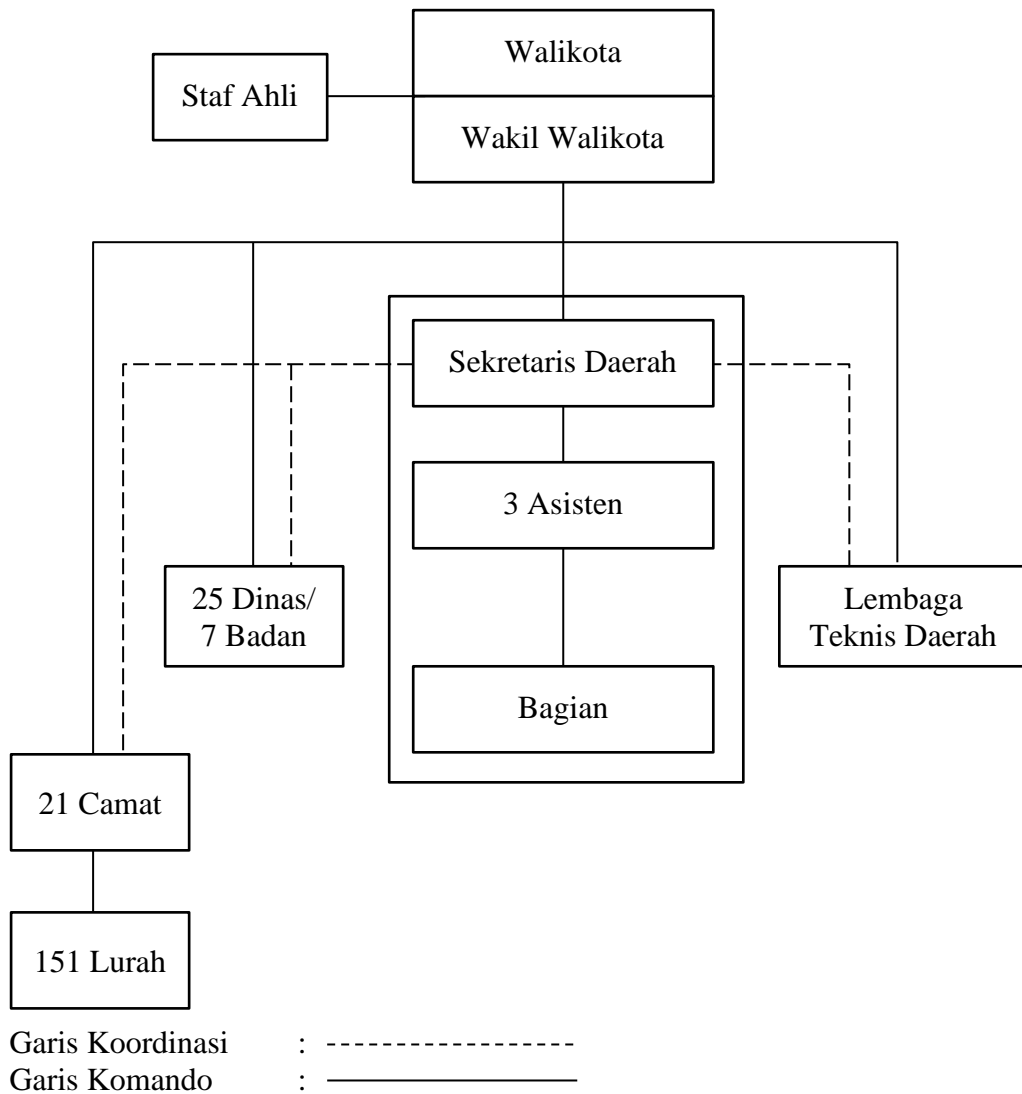 Walikota
Staf Ahli
Wakil Walikota
Sekretaris Daerah
3 Asisten
25 Dinas/
7 Badan
Lembaga
Teknis Daerah
Bagian
21 Camat
151 Lurah
Garis Koordinasi :
Garis Komando :